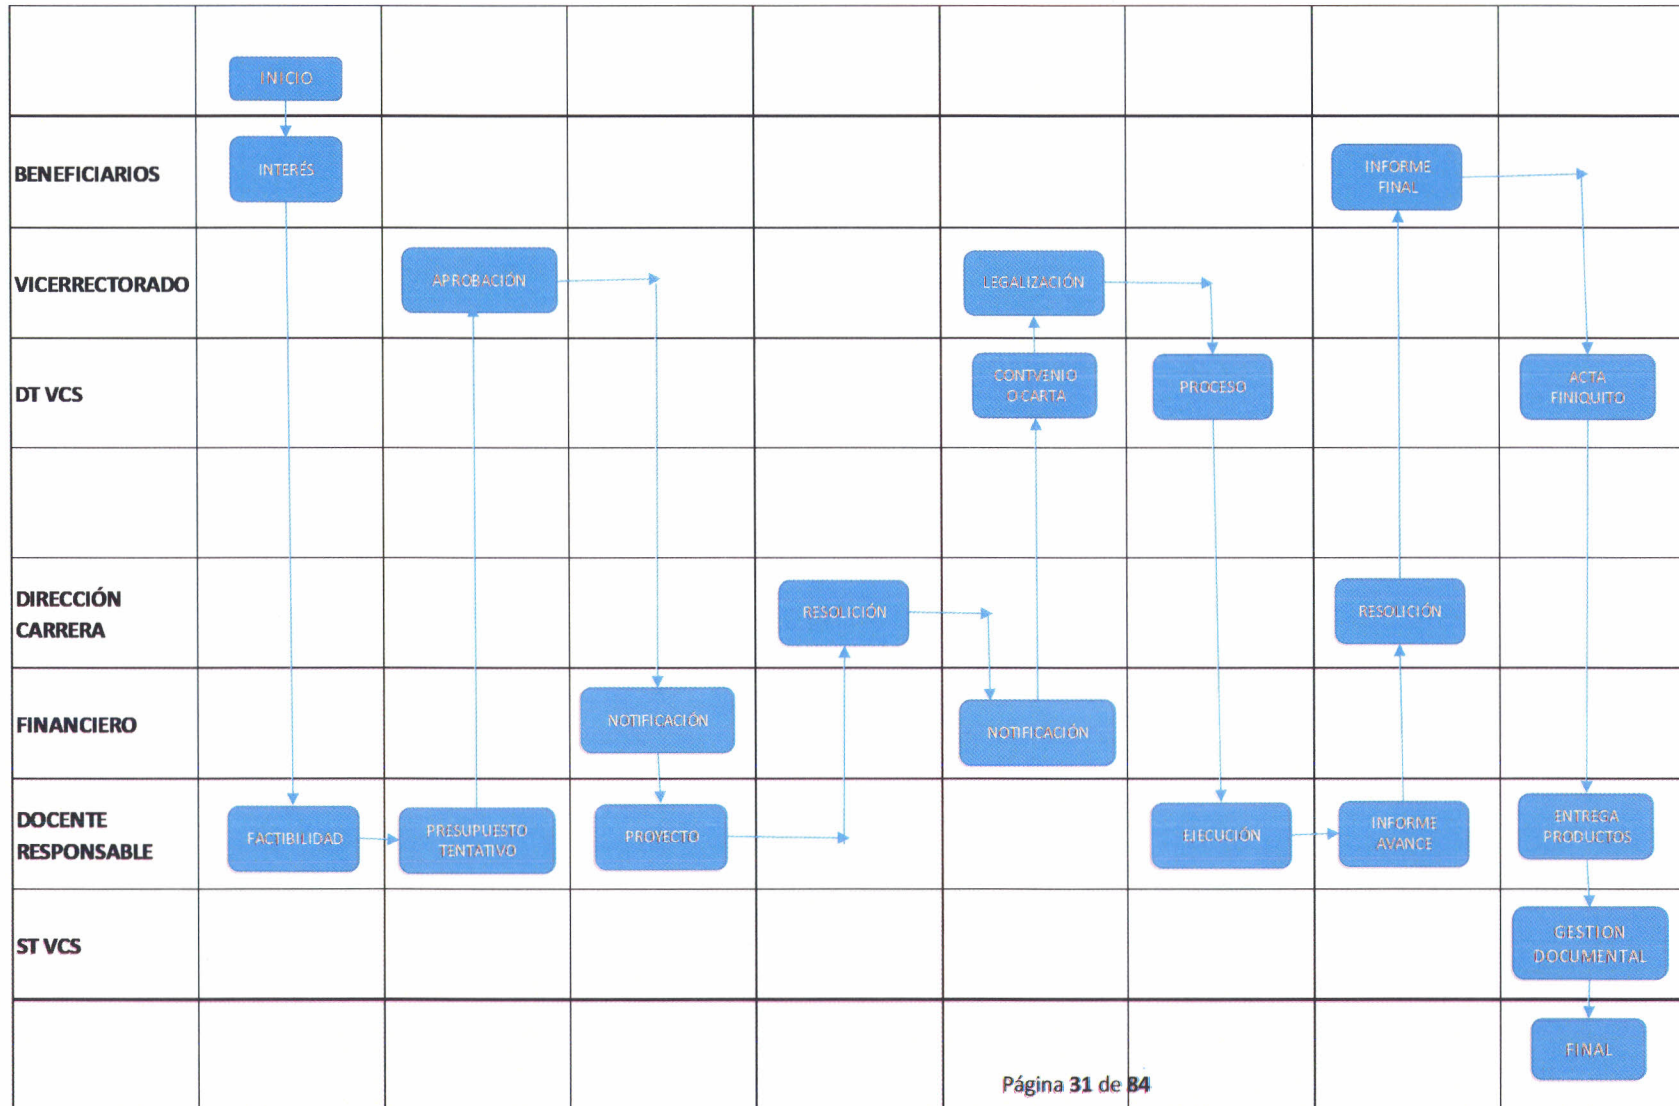 INICIO
BENEFICIARIOS
INTERÉS
INFORME
FINAL
VICERRECTORADO
APROBACIÓN
LEGALIZACIÓN
DT VCS
CONTVENIO
O CARTA
PROCESO
ACTA
FINIQUITO
DIRECCIÓN
CARRERA
RESOLICIÓN
RESOLICIÓN
FINANCIERO
NOTIFICACIÓN
NOTIFICACIÓN
DOCENTE
RESPONSABLE
FACTIBILIDAD
PRESUPUESTO
TENTATIVO
PROYECTO
EJECUCIÓN
INFORME
AVANCE
ENTREGA
PRODUCTOS
ST VCS
GESTION
DOCUMENTAL
FINAL
Página 31 de 84